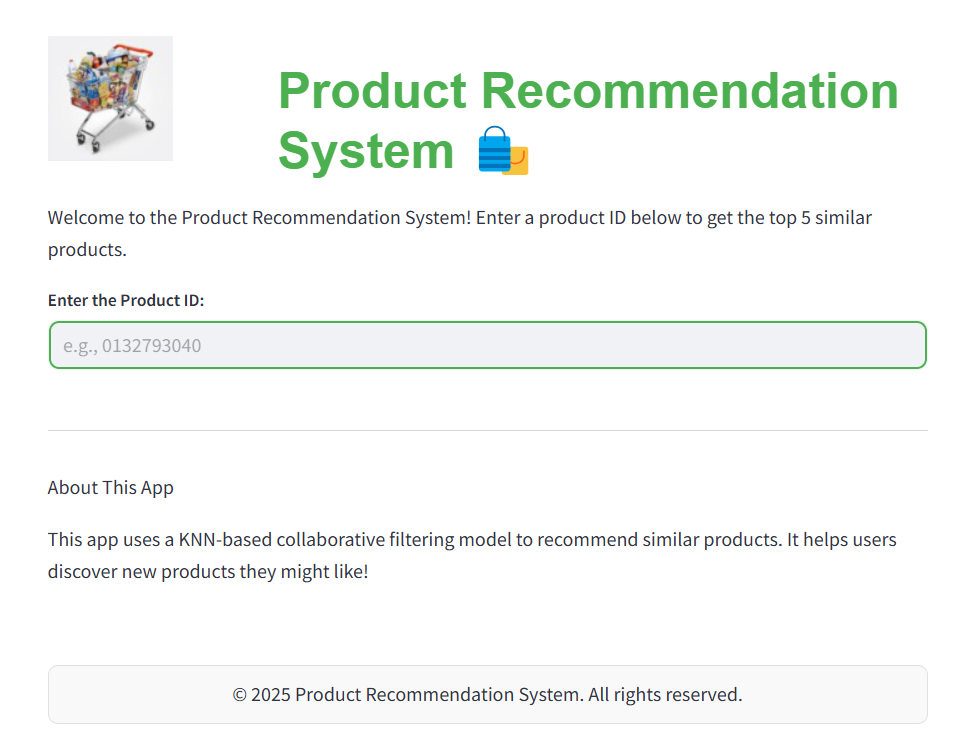 Product Recommendation
System
Welcome to the Product Recommendation System! Enter a product ID below to get the top 5 similar
products.
Enter the Product ID:
e.g., 0132793040
About This App
This app uses a KNN-based collaborative filtering model to recommend similar products. It helps users
discover new products they might like!
© 2025 Product Recommendation System. All rights reserved.